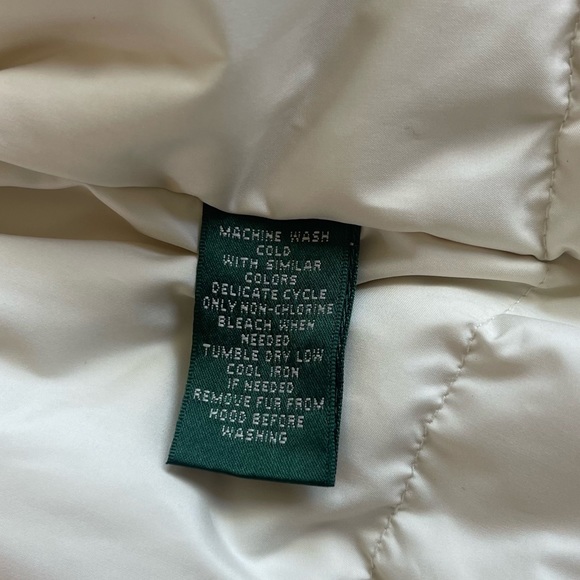 MACHINE WASH
COLD
WITH SIMILAR
COLORS
DELICATE CYCLE
ONLY NON-CHLORINE
BLEACH WHEN
NEEDED
TUMBLE DRY LOW
COOL IRON
IF NEEDED
REMOVE FUR FROM
HOOD BEFORE
WASHING